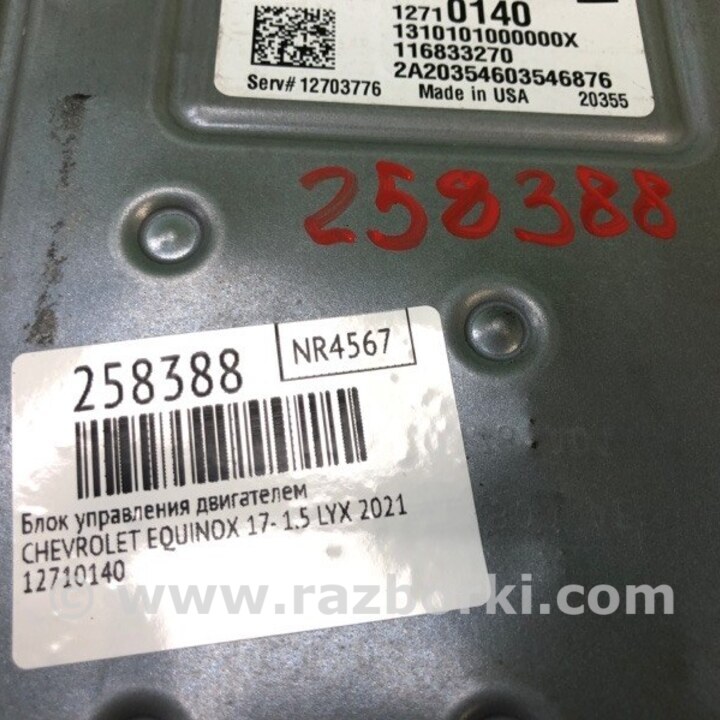 12710140
1310101000000X
116833270
2A20354603546876
Serv# 12703776
Made in USA
20355
258388
258388
NR4567
Блок управления двигателем
CHEVROLET EQUINOX 17- 1.5 LYX 2021
12710140
© www.razborki.com